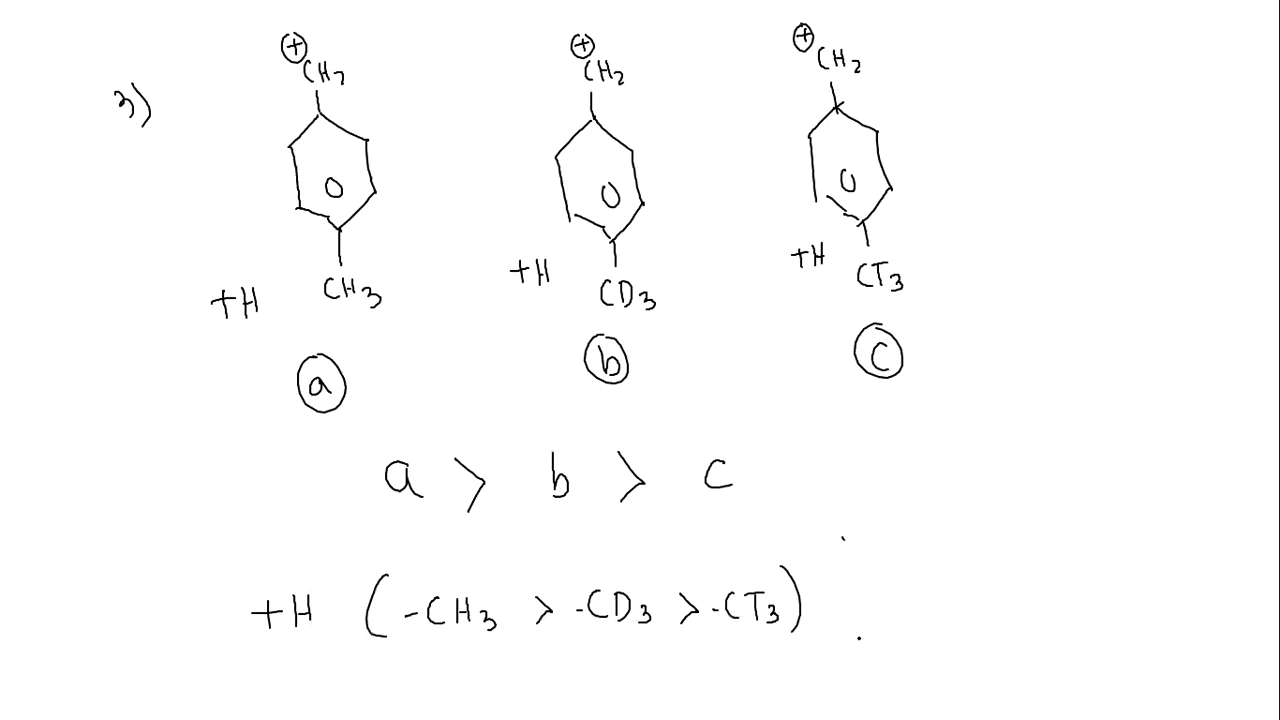 3)
⊕ ⊕ ⊕
CH2 CH2 CH2
O O O
+H CH3 +H CD3 +H CT3
a b c
a > b > c
+H (-CH3 > -CD3 > -CT3)